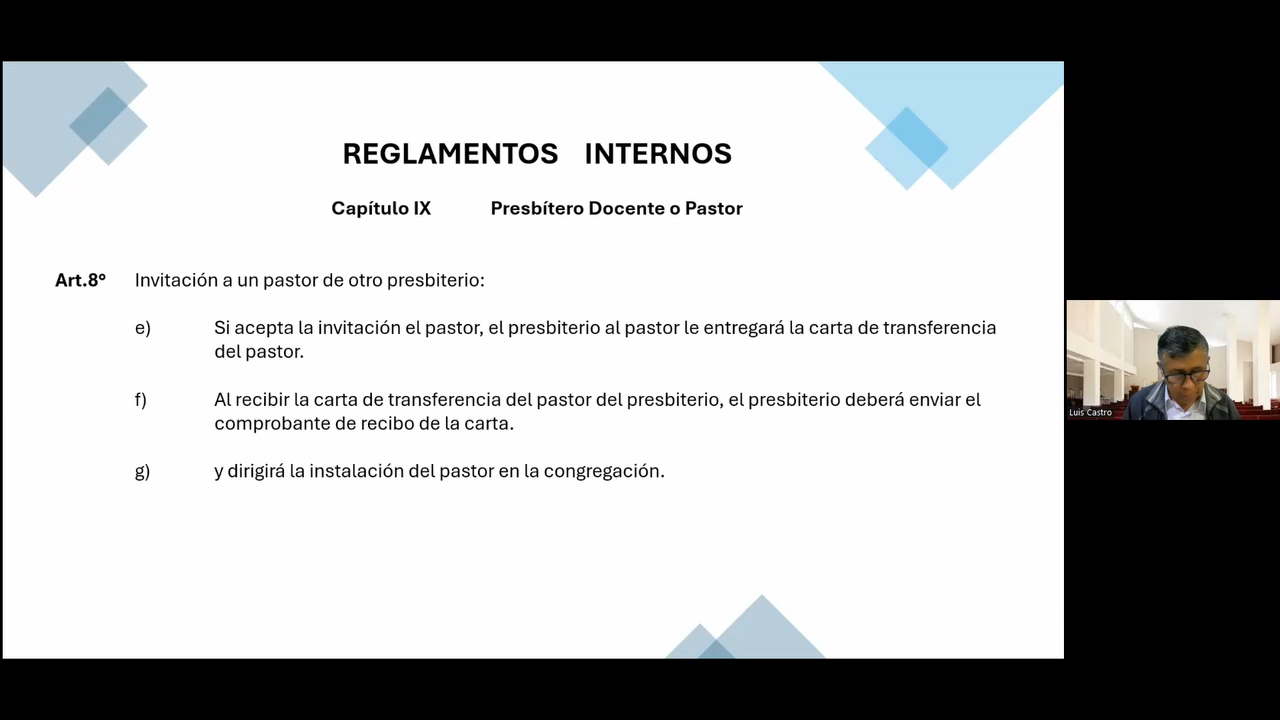 REGLAMENTOS INTERNOS
Capítulo IX Presbítero Docente o Pastor
Art.8° Invitación a un pastor de otro presbiterio:
e) Si acepta la invitación el pastor, el presbiterio al pastor le entregará la carta de transferencia
del pastor.
f) Al recibir la carta de transferencia del pastor del presbiterio, el presbiterio deberá enviar el
comprobante de recibo de la carta.
g) y dirigirá la instalación del pastor en la congregación.
Luis Castro